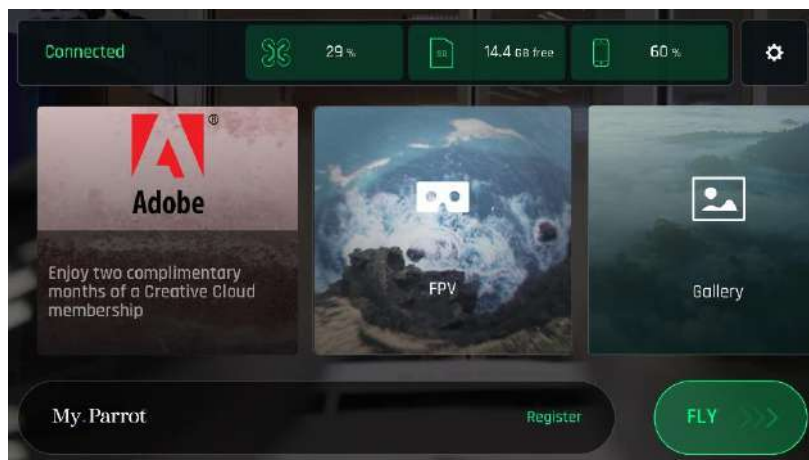 Connected
29 %
SD
14.4 GB free
60 %
®
Adobe
Enjoy two complimentary
months of a Creative Cloud
membership
FPV
Gallery
My.Parrot
Register
FLY